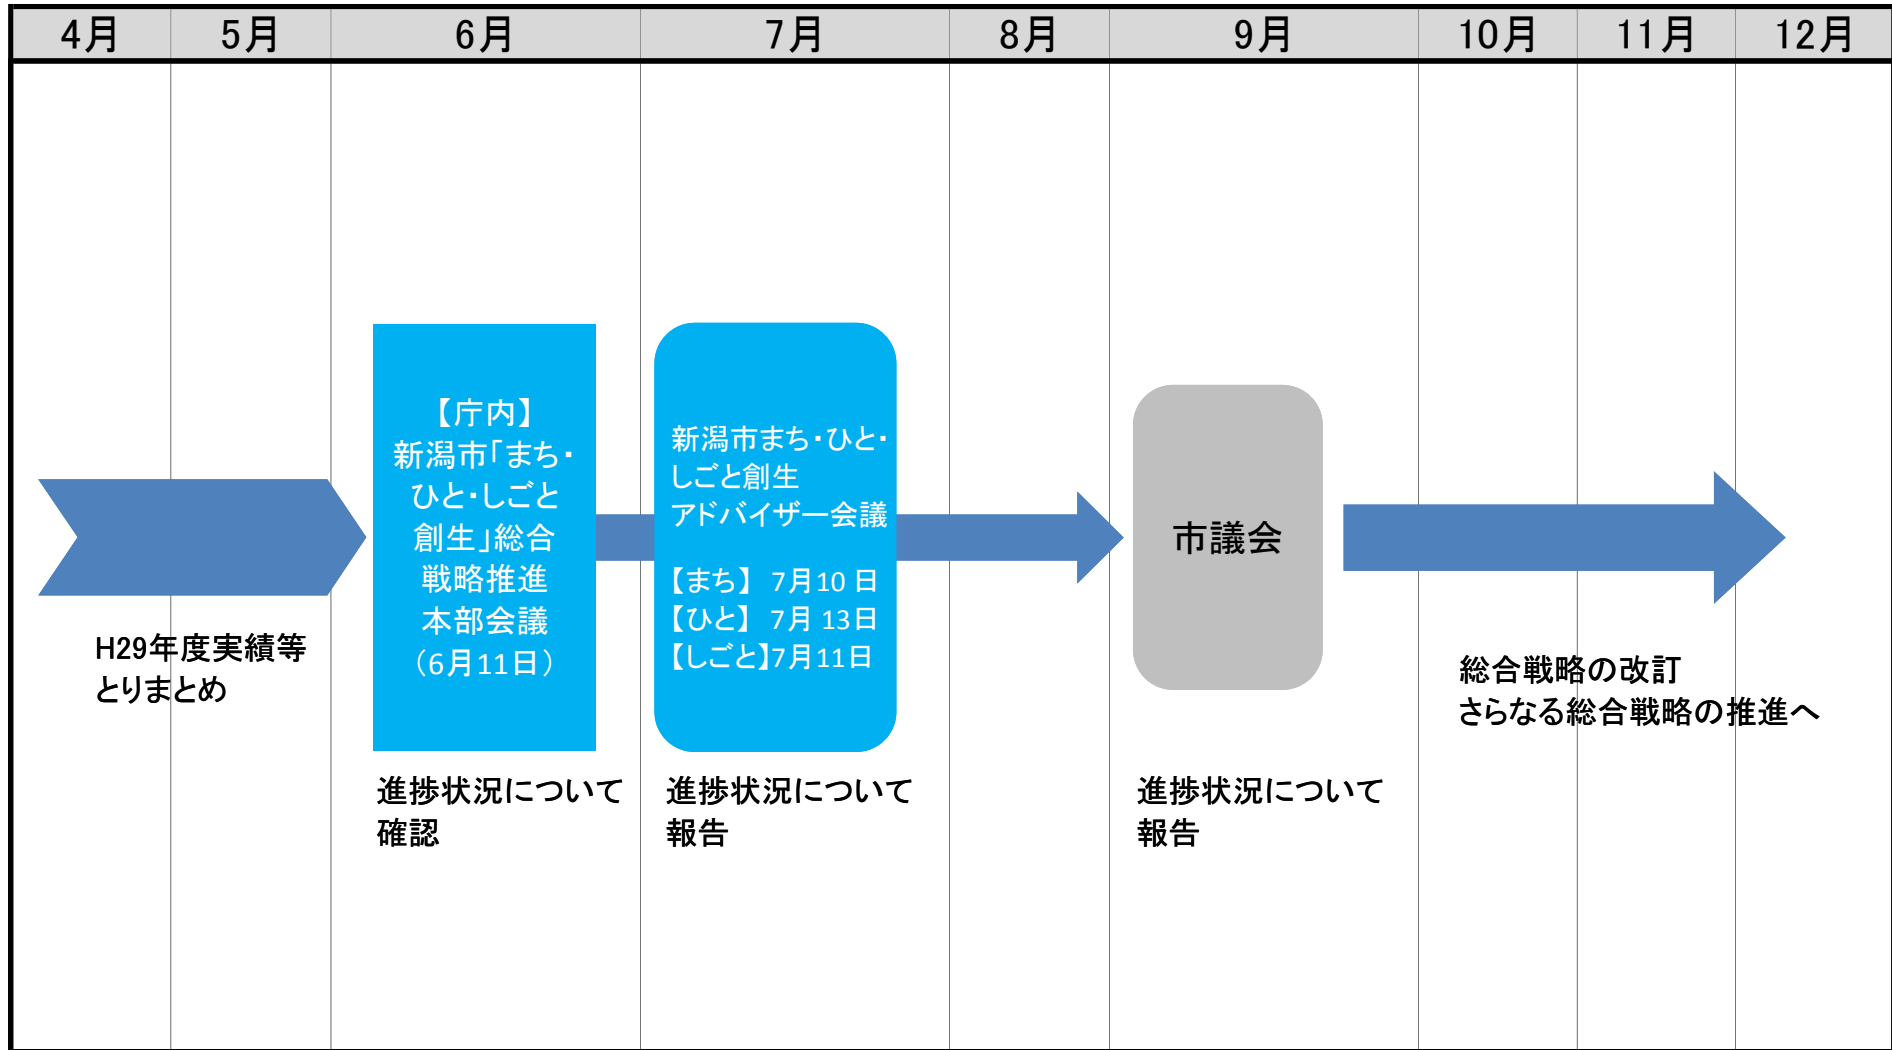 4月 5月 6月 7月 8月 9月 10月 11月 12月
H29年度実績等
とりまとめ
【庁内】
新潟市「まち・
ひと・しごと
創生」総合
戦略推進
本部会議
（6月11日）
進捗状況について
確認
新潟市まち・ひと・
しごと創生
アドバイザー会議
【まち】 7月10日
【ひと】 7月13日
【しごと】7月11日
進捗状況について
報告
市議会
進捗状況について
報告
総合戦略の改訂
さらなる総合戦略の推進へ